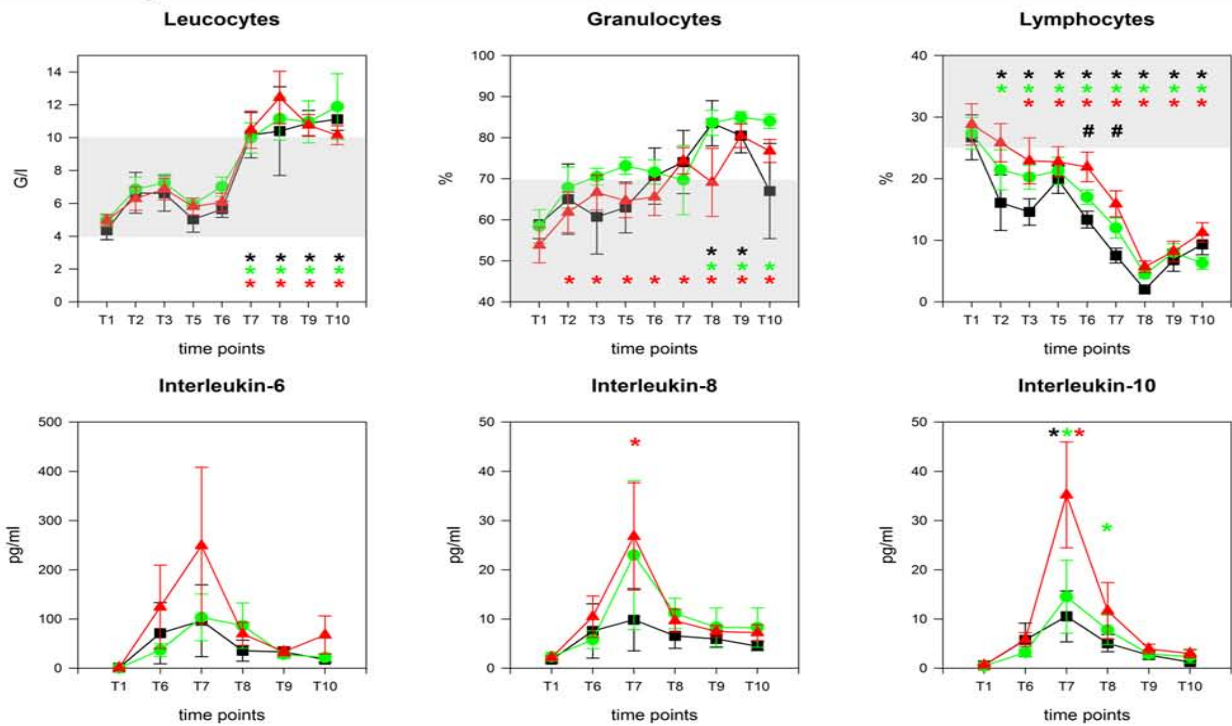 Leucocytes
Granulocytes
Lymphocytes
14
12
10
8
6
4
2
0
G/l
* * * *
* * * *
* * * *
T1 T2 T3 T5 T6 T7 T8 T9 T10
time points
100
90
80
70
60
50
40
%
* *
* * *
* * * * * * * *
T1 T2 T3 T5 T6 T7 T8 T9 T10
time points
40
30
20
10
0
%
* * * * * * * *
* * * * * * * *
* * * * * * *
# #
T1 T2 T3 T5 T6 T7 T8 T9 T10
time points
Interleukin-6
Interleukin-8
Interleukin-10
500
400
300
200
100
0
pg/ml
T1 T6 T7 T8 T9 T10
time points
50
40
30
20
10
0
pg/ml
*
T1 T6 T7 T8 T9 T10
time points
50
40
30
20
10
0
pg/ml
* * *
*
T1 T6 T7 T8 T9 T10
time points